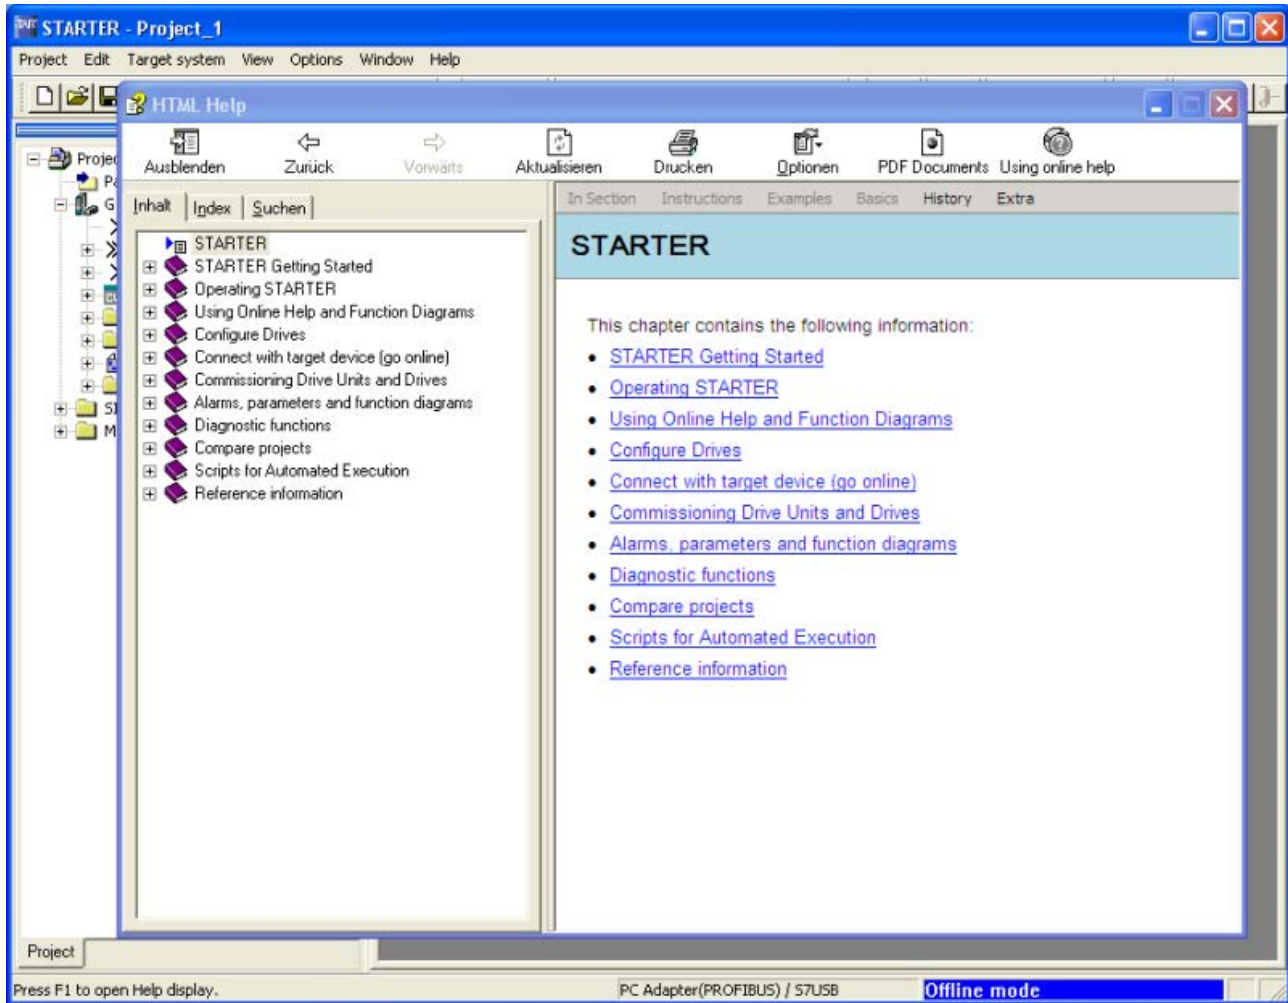 STARTER - Project_1
Project Edit Target system View Options Window Help
HTML Help
Ausblenden Zurück Vorwärts Aktualisieren Drucken Optionen PDF Documents Using online help
Inhalt Index Suchen
STARTER
STARTER Getting Started
Operating STARTER
Using Online Help and Function Diagrams
Configure Drives
Connect with target device (go online)
Commissioning Drive Units and Drives
Alarms, parameters and function diagrams
Diagnostic functions
Compare projects
Scripts for Automated Execution
Reference information
In Section Instructions Examples Basics History Extra
STARTER
This chapter contains the following information:
• STARTER Getting Started
• Operating STARTER
• Using Online Help and Function Diagrams
• Configure Drives
• Connect with target device (go online)
• Commissioning Drive Units and Drives
• Alarms, parameters and function diagrams
• Diagnostic functions
• Compare projects
• Scripts for Automated Execution
• Reference information
Project
Press F1 to open Help display.
PC Adapter(PROFIBUS) / S7USB
Offline mode